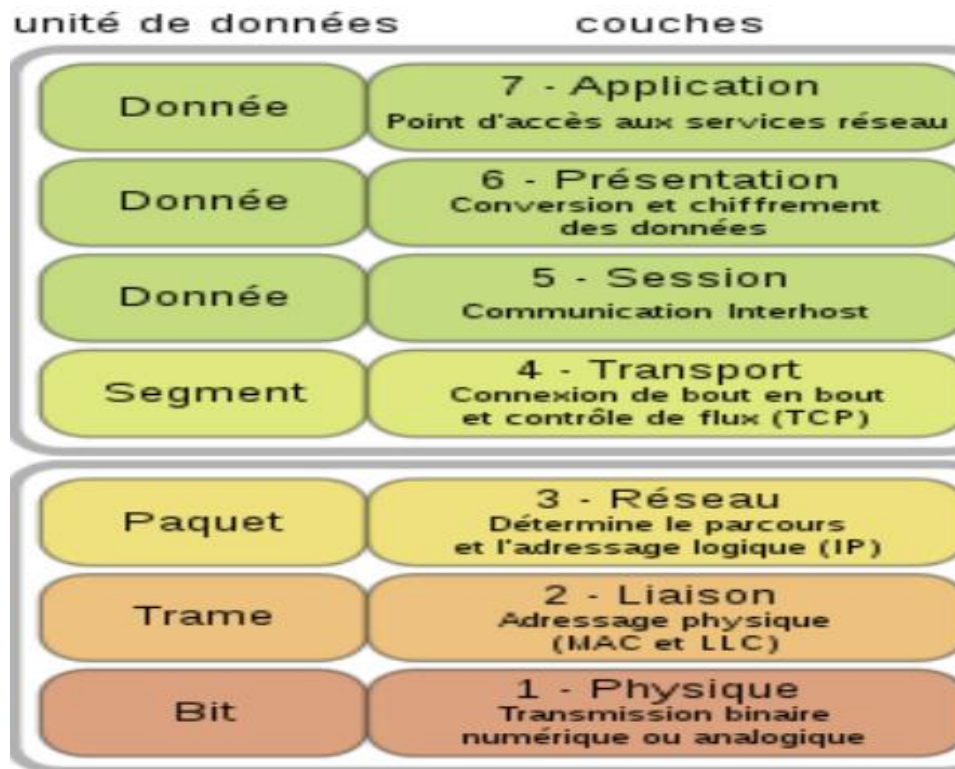 unité de données couches
Donnée
7 - Application
Point d'accès aux services réseau
Donnée
6 - Présentation
Conversion et chiffrement
des données
Donnée
5 - Session
Communication Interhost
Segment
4 - Transport
Connexion de bout en bout
et contrôle de flux (TCP)
Paquet
3 - Réseau
Détermine le parcours
et l'adressage logique (IP)
Trame
2 - Liaison
Adressage physique
(MAC et LLC)
Bit
1 - Physique
Transmission binaire
numérique ou analogique